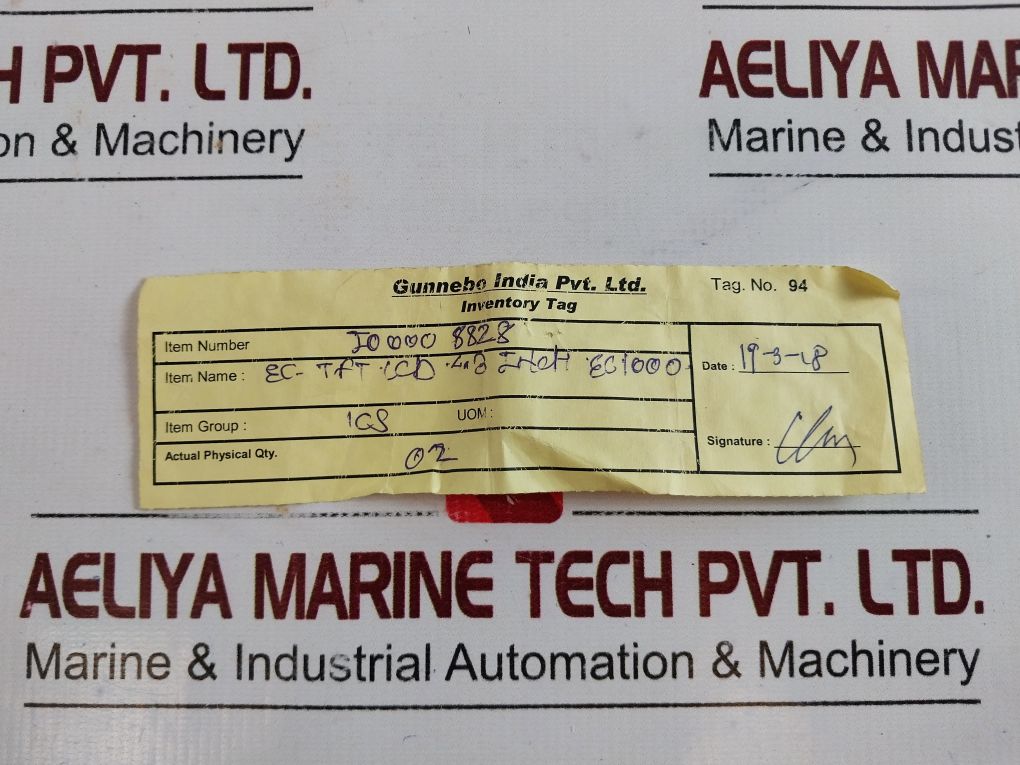 H PVT. LTD.
on & Machinery
AELIYA MAR
Marine & Indust
Gunnebo India Pvt. Ltd.
Inventory Tag
Tag. No. 94
Item Number I0000 8828
Item Name : EC- TFT LCD 4.3 INCH EC1000
Item Group : IGS UOM :
Actual Physical Qty. 02
Date : 19-3-18
Signature :
AELIYA MARINE TECH PVT. LTD.
Marine & Industrial Automation & Machinery